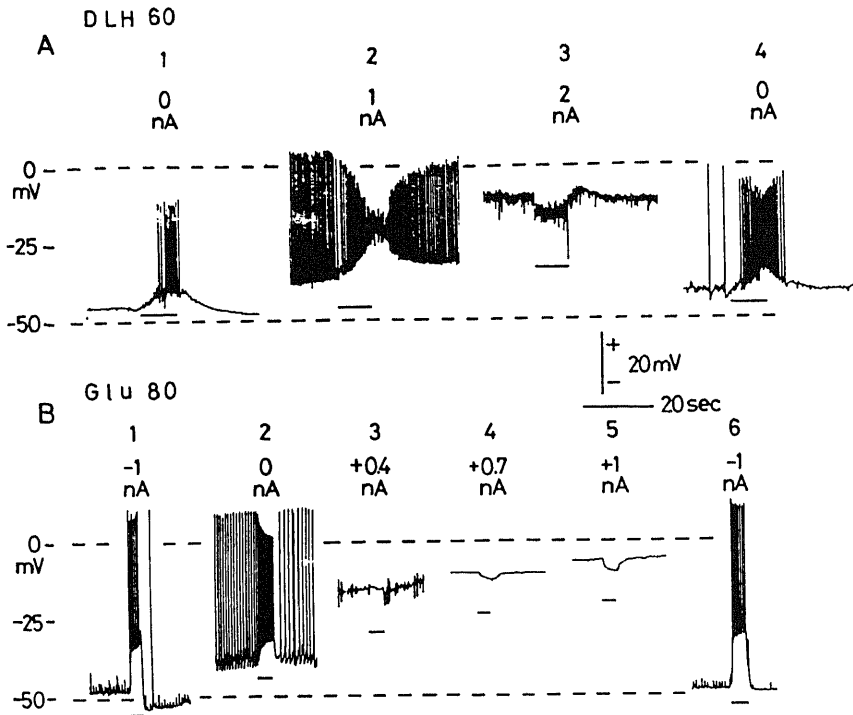 DLH 60
A
1 2 3 4
0 1 2 0
nA nA nA nA
0
mV
-25
-50
+
20mV
-
20sec
Glu 80
B
1 2 3 4 5 6
-1 0 +0.4 +0.7 +1 -1
nA nA nA nA nA nA
0
mV
-25
-50